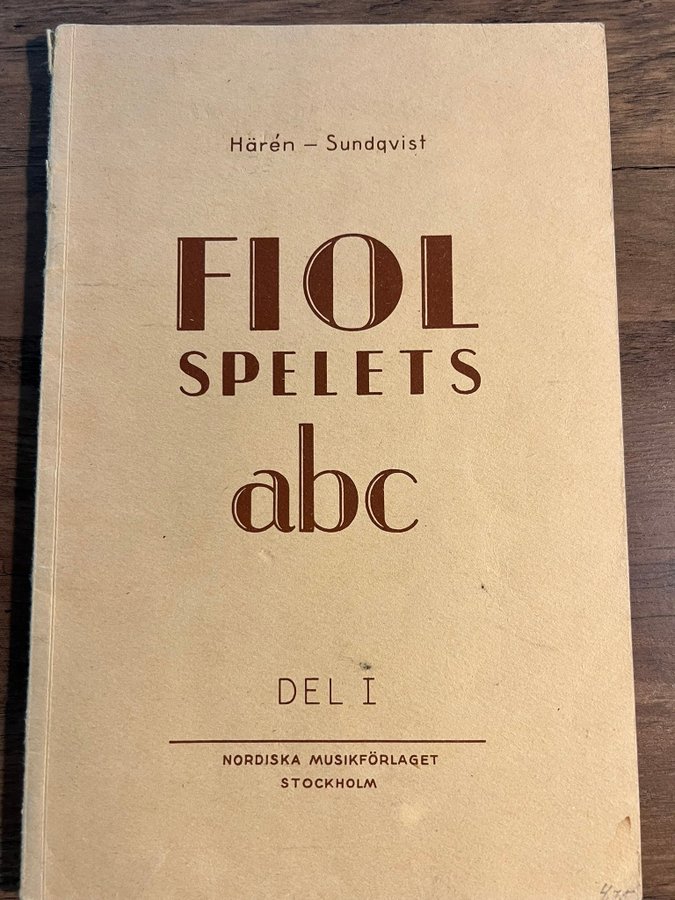 Härén – Sundqvist
FIOL
SPELETS
abc
DEL I
NORDISKA MUSIKFÖRLAGET
STOCKHOLM